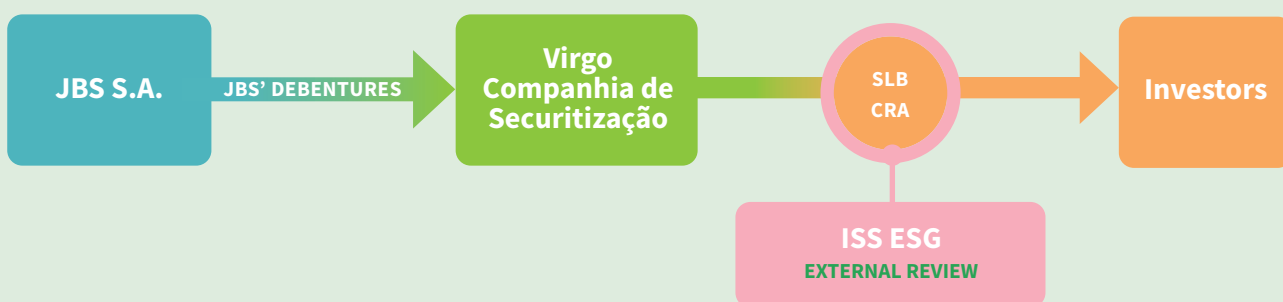 JBS S.A.
JBS’ DEBENTURES
Virgo
Companhia de
Securitização
SLB
CRA
Investors
ISS ESG
EXTERNAL REVIEW